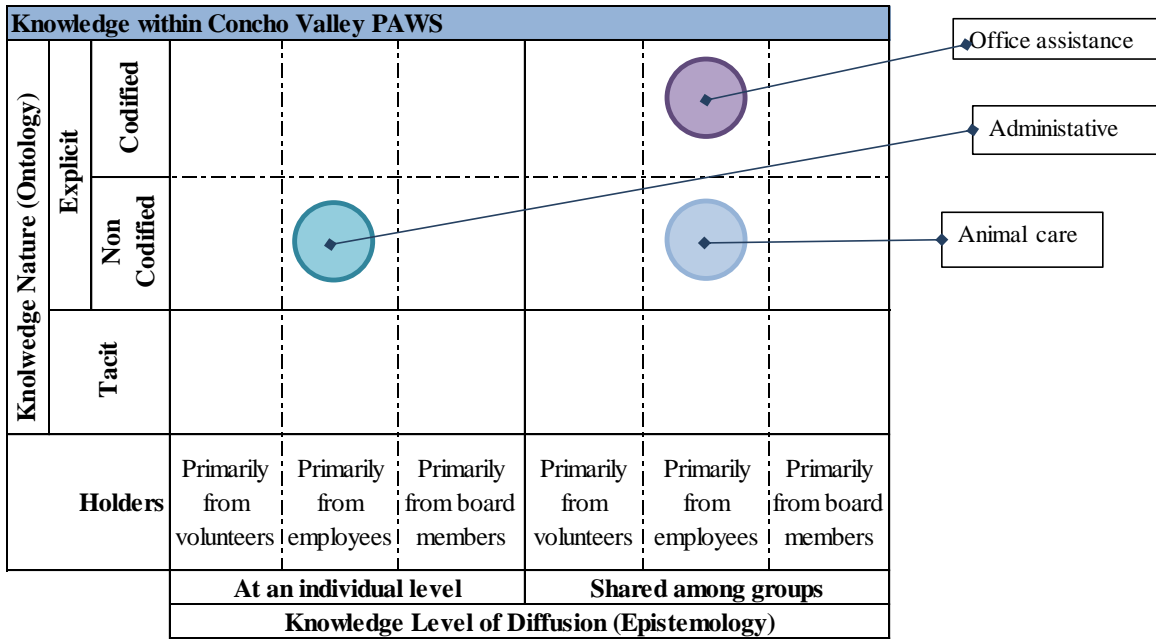 Knowledge within Concho Valley PAWS
Office assistance
Administative
Animal care
Knolwedge Nature (Ontology)
Explicit
Codified
Non
Codified
Tacit
Holders
Primarily
from
volunteers
Primarily
from
employees
Primarily
from board
members
Primarily
from
volunteers
Primarily
from
employees
Primarily
from board
members
At an individual level
Shared among groups
Knowledge Level of Diffusion (Epistemology)